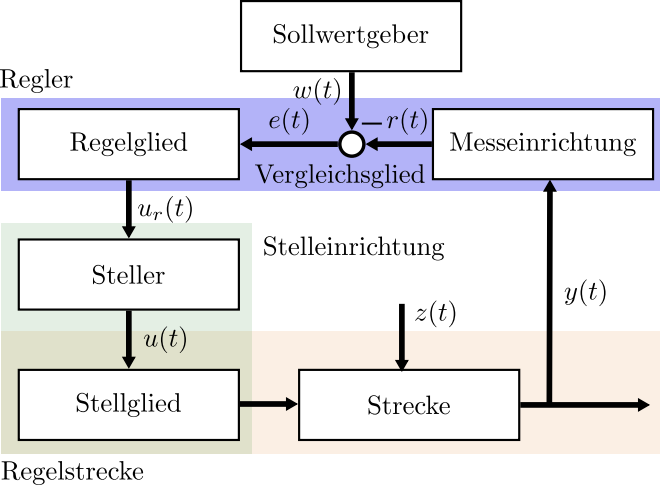 Sollwertgeber
Regler
w(t)
e(t)
−r(t)
Regelglied
Messeinrichtung
Vergleichsglied
u_r(t)
Stelleinrichtung
Steller
y(t)
z(t)
u(t)
Stellglied
Strecke
Regelstrecke